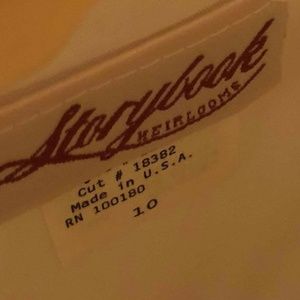 Storybook
HEIRLOOMS
Cut # 18382
Made in U.S.A.
RN 100180
10